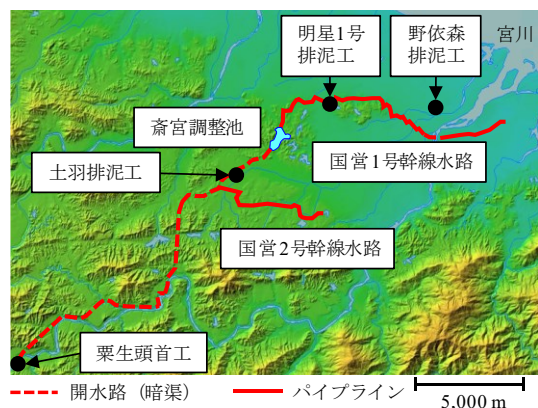 明星1号
排泥工
野依森
排泥工
宮川
斎宮調整池
土羽排泥工
国営1号幹線水路
国営2号幹線水路
粟生頭首工
開水路（暗渠）
パイプライン
5,000 m